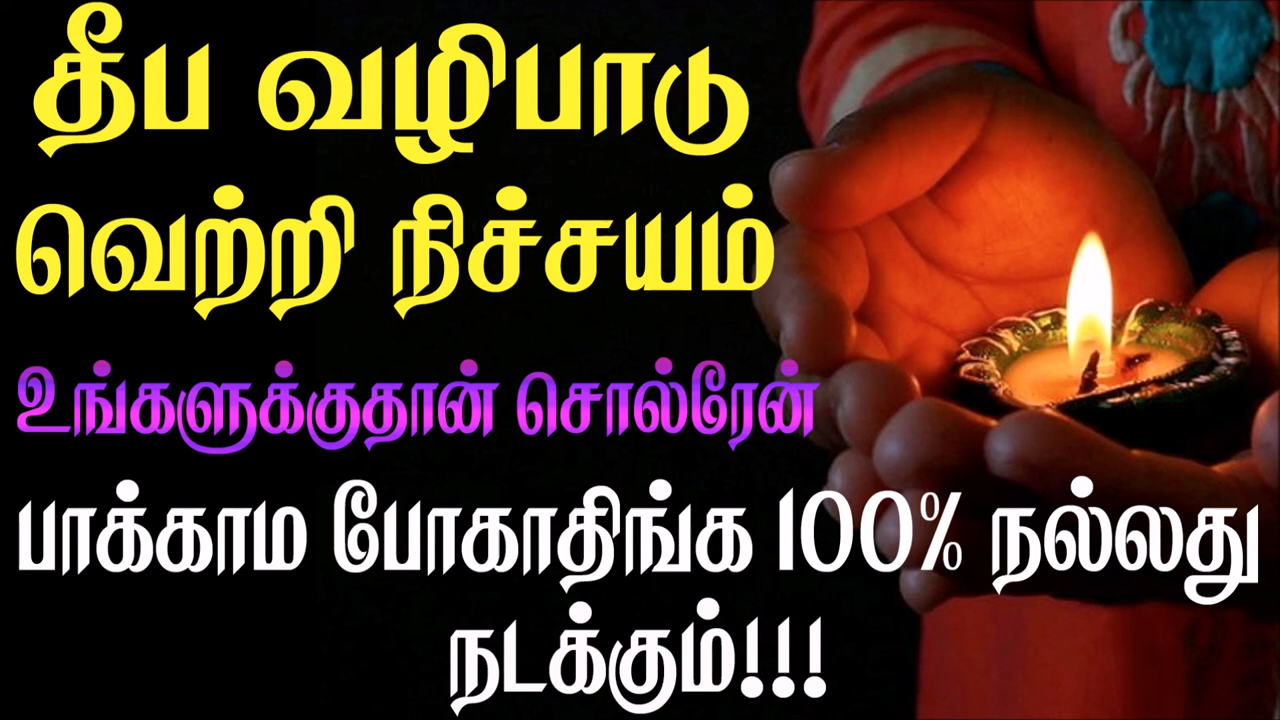 தீப வழிபாடு
வெற்றி நிச்சயம்
உங்களுக்குதான் சொல்ரேன்
பாக்காம போகாதிங்க 100% நல்லது
நடக்கும்!!!